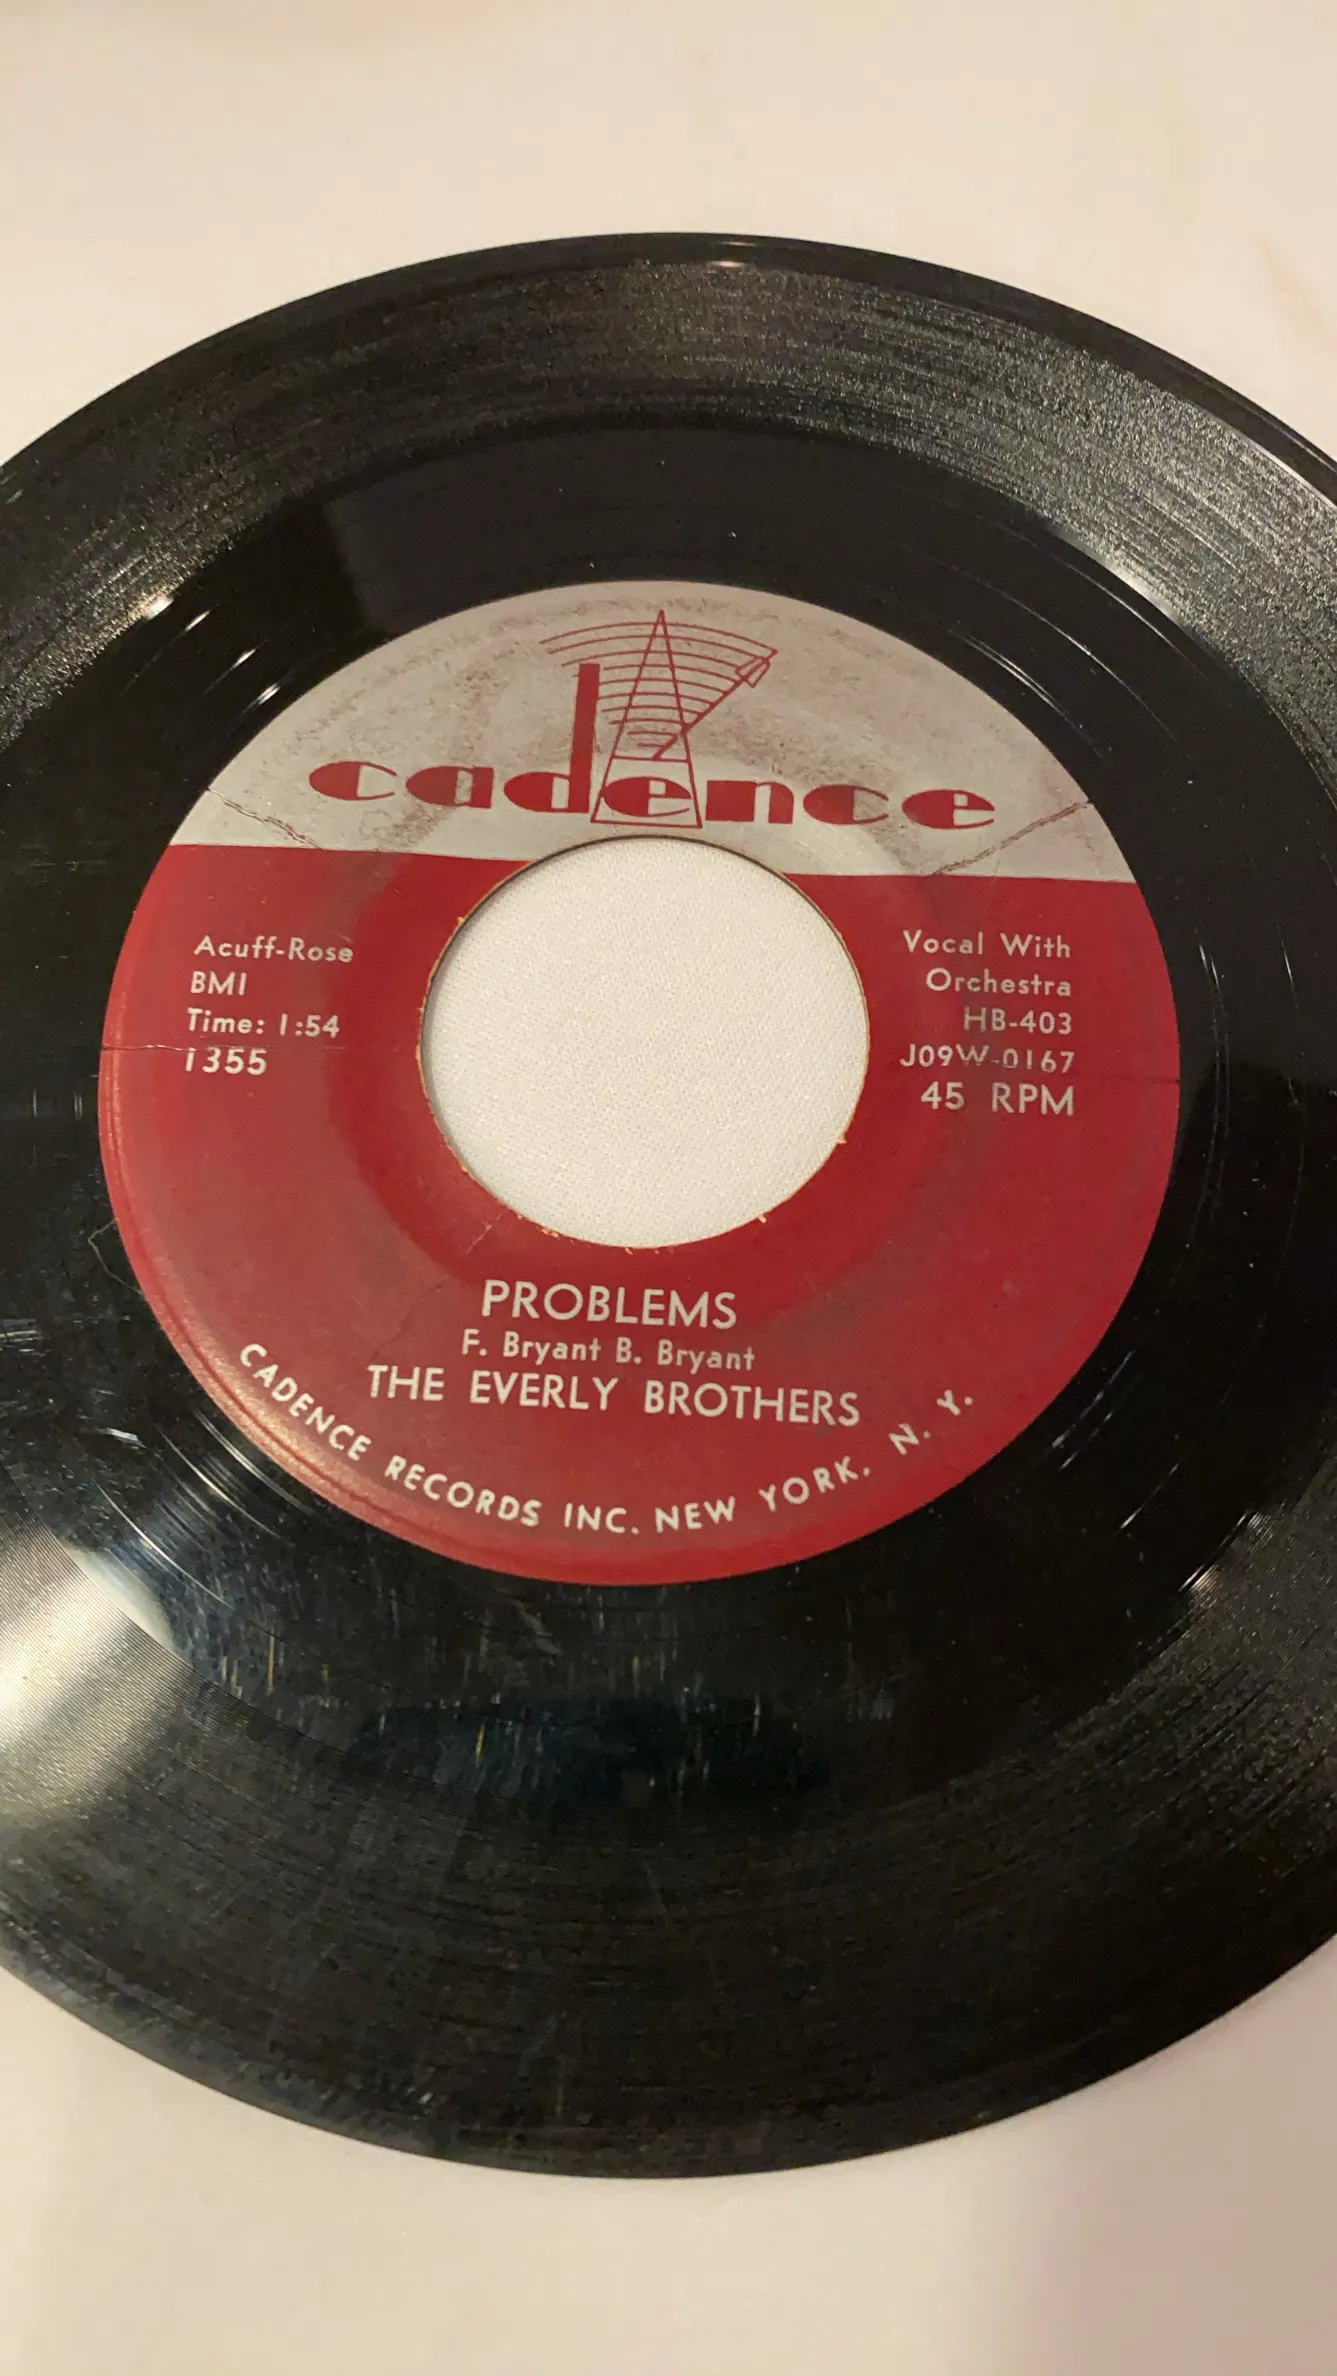 cadence
Acuff-Rose
BMI
Time: 1:54
1355
Vocal With
Orchestra
HB-403
J09W-0167
45 RPM
PROBLEMS
F. Bryant B. Bryant
THE EVERLY BROTHERS
CADENCE RECORDS INC. NEW YORK, N. Y.